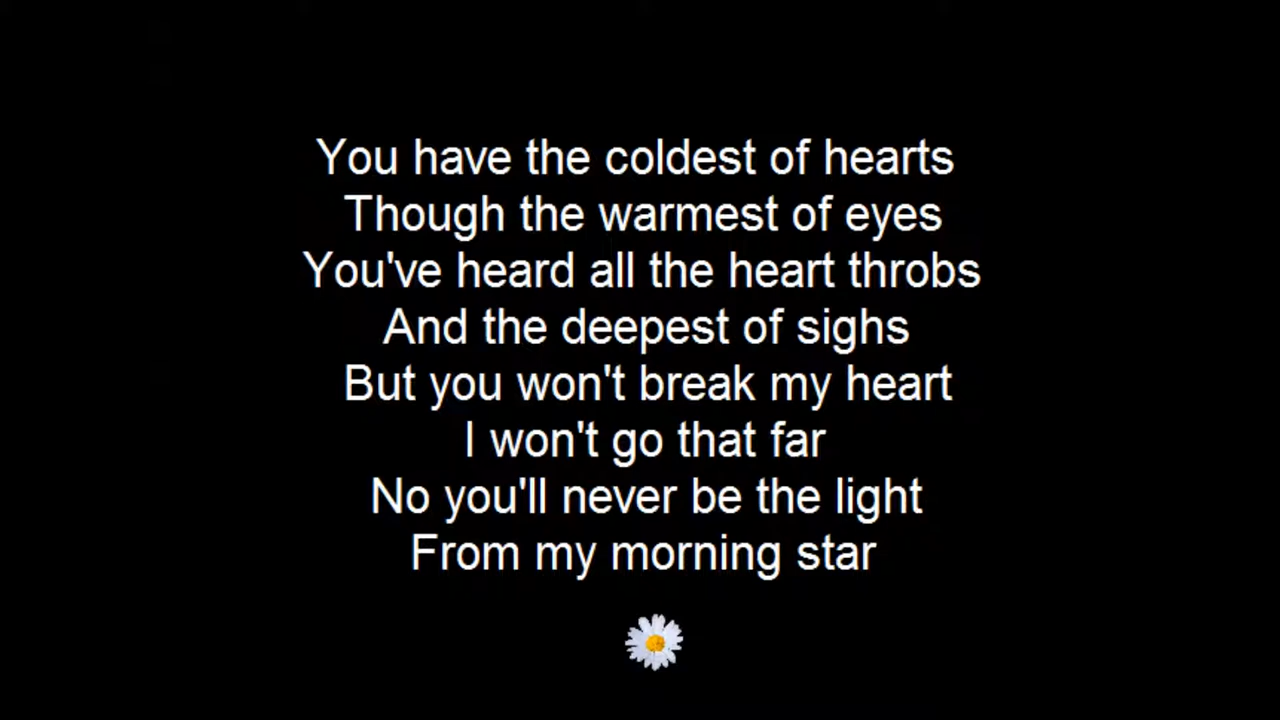 You have the coldest of hearts
Though the warmest of eyes
You've heard all the heart throbs
And the deepest of sighs
But you won't break my heart
I won't go that far
No you'll never be the light
From my morning star